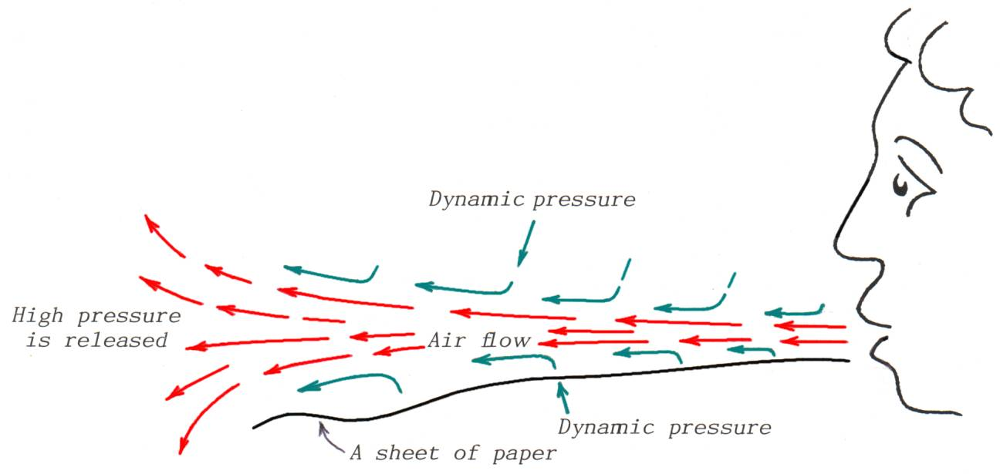 Dynamic pressure
High pressure
is released
Air flow
Dynamic pressure
A sheet of paper